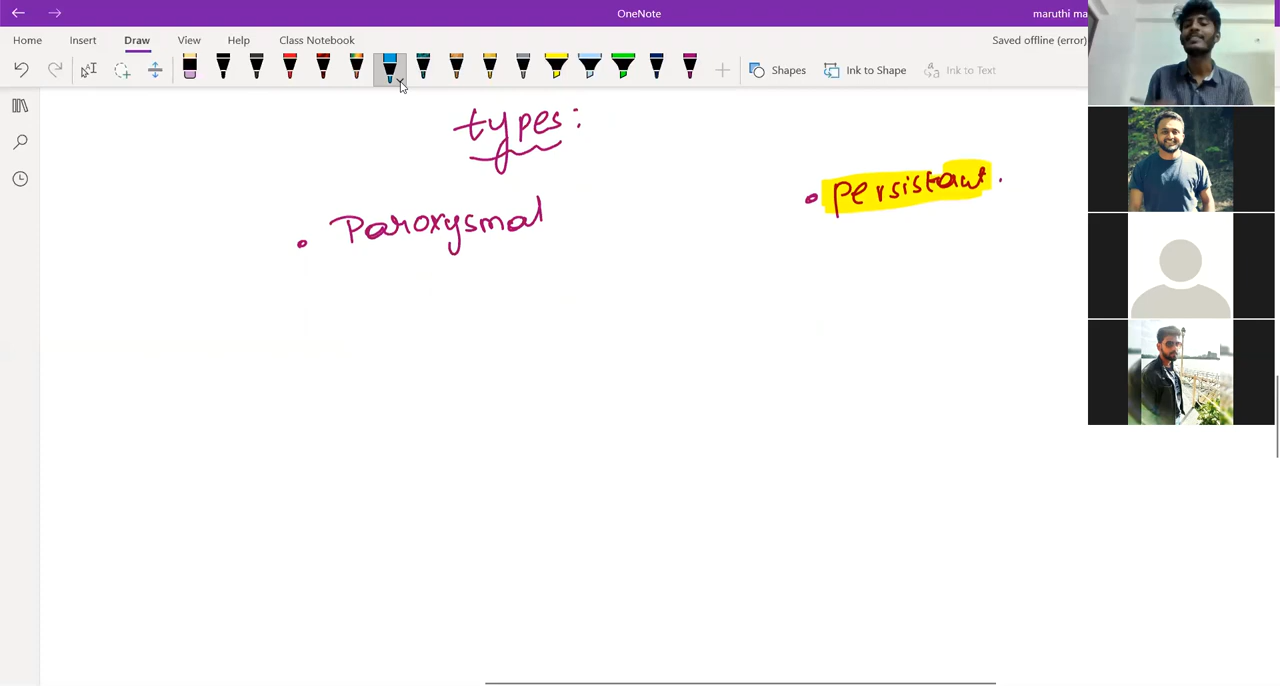 OneNote
maruthi ma
Home Insert Draw View Help Class Notebook Saved offline (error)
Shapes Ink to Shape Ink to Text
types:
• Persistant.
• Paroxysmal